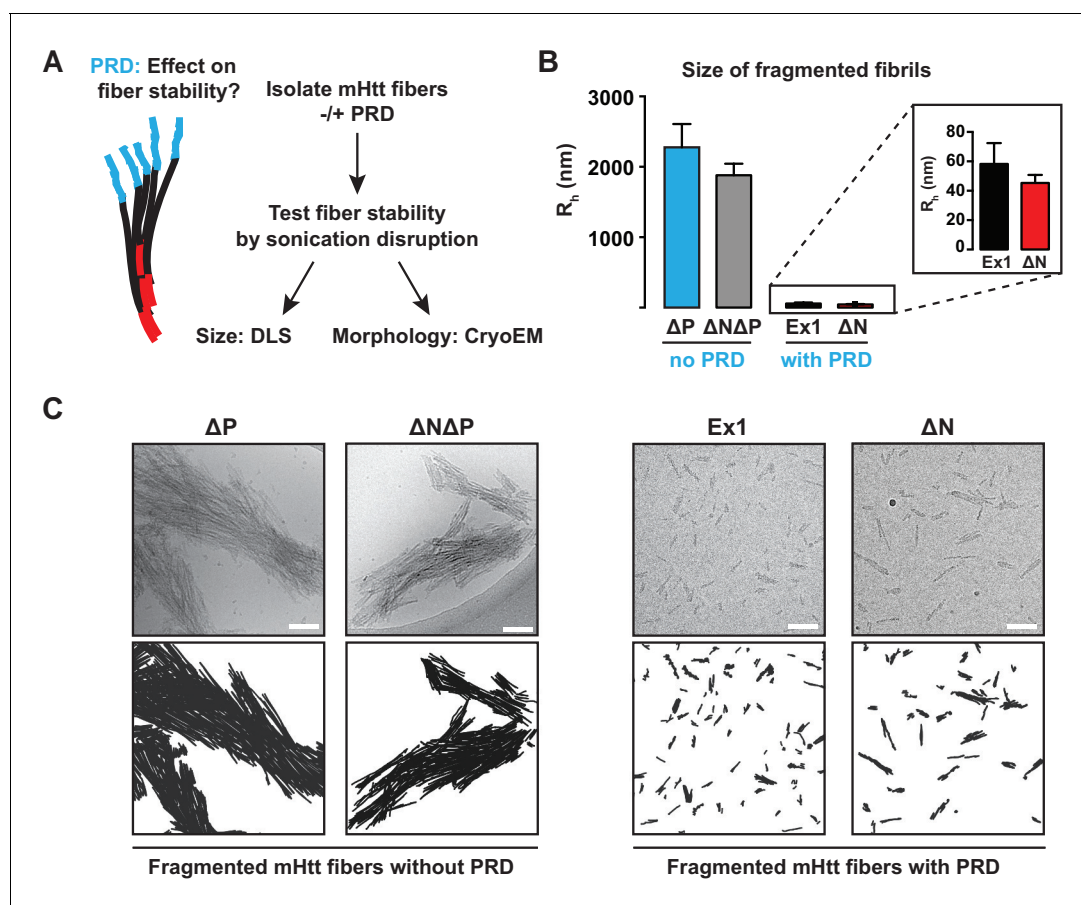 A
PRD: Effect on
fiber stability?
Isolate mHtt fibers
-/+ PRD
Test fiber stability
by sonication disruption
Size: DLS
Morphology: CryoEM
B
Size of fragmented fibrils
3000
2000
1000
Rh (nm)
ΔP
ΔNΔP
Ex1
ΔN
no PRD
with PRD
80
60
40
20
0
Rh (nm)
Ex1
ΔN
C
ΔP
ΔNΔP
Ex1
ΔN
Fragmented mHtt fibers without PRD
Fragmented mHtt fibers with PRD